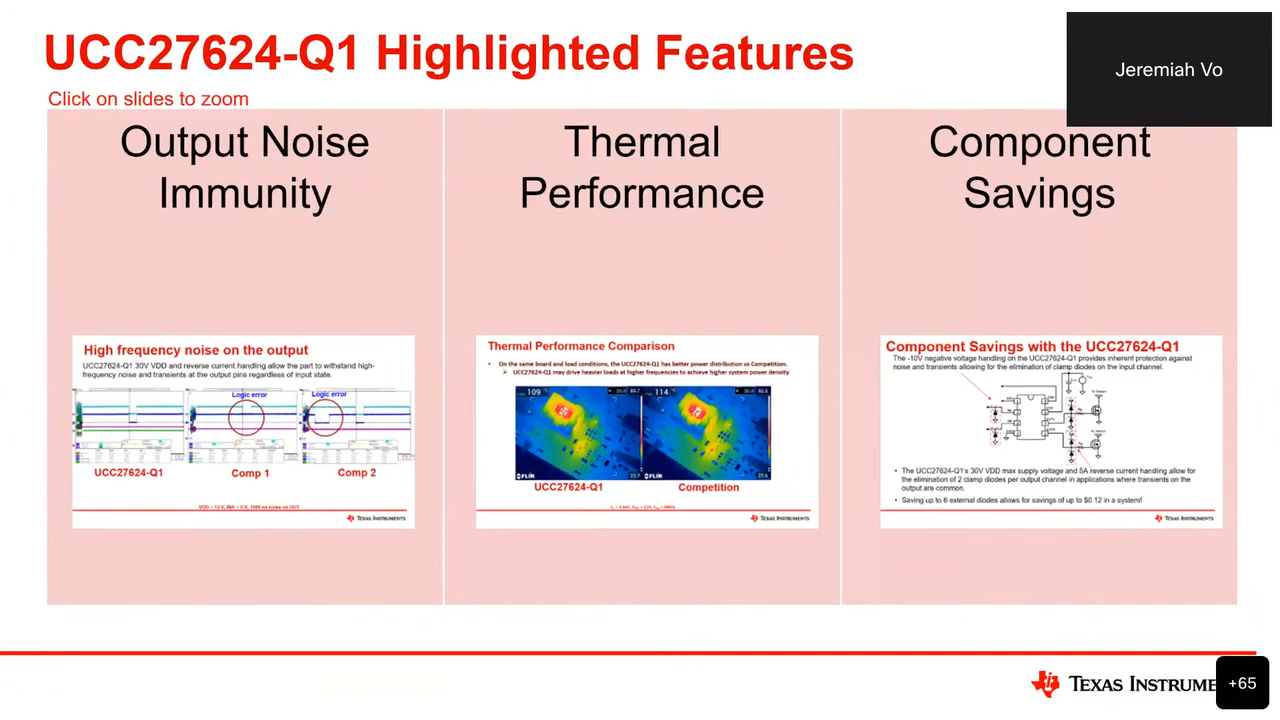 UCC27624-Q1 Highlighted Features
Click on slides to zoom
Jeremiah Vo
Output Noise
Immunity
High frequency noise on the output
UCC27624-Q1 30V VDD and reverse current handling allow the part to withstand high-
frequency noise and transients at the output pins regardless of input state.
Logic error
Logic error
UCC27624-Q1
Comp 1
Comp 2
TEXAS INSTRUMENTS
Thermal
Performance
Thermal Performance Comparison
• On the same board and load conditions, the UCC27624-Q1 has better power distribution vs Competition.
➢ UCC27624-Q1 may drive heavier loads at higher frequencies to achieve higher system power density.
109
114
FLIR
FLIR
UCC27624-Q1
Competition
TEXAS INSTRUMENTS
Component
Savings
Component Savings with the UCC27624-Q1
The -10V negative voltage handling on the UCC27624-Q1 provides inherent protection against
noise and transients allowing for the elimination of clamp diodes on the input channel.
• The UCC27624-Q1's 30V VDD max supply voltage and 5A reverse current handling allow for
the elimination of 2 clamp diodes per output channel in applications where transients on the
output are common.
• Saving up to 6 external diodes allows for savings of up to $0.12 in a system!
TEXAS INSTRUMENTS
TEXAS INSTRUME
+65